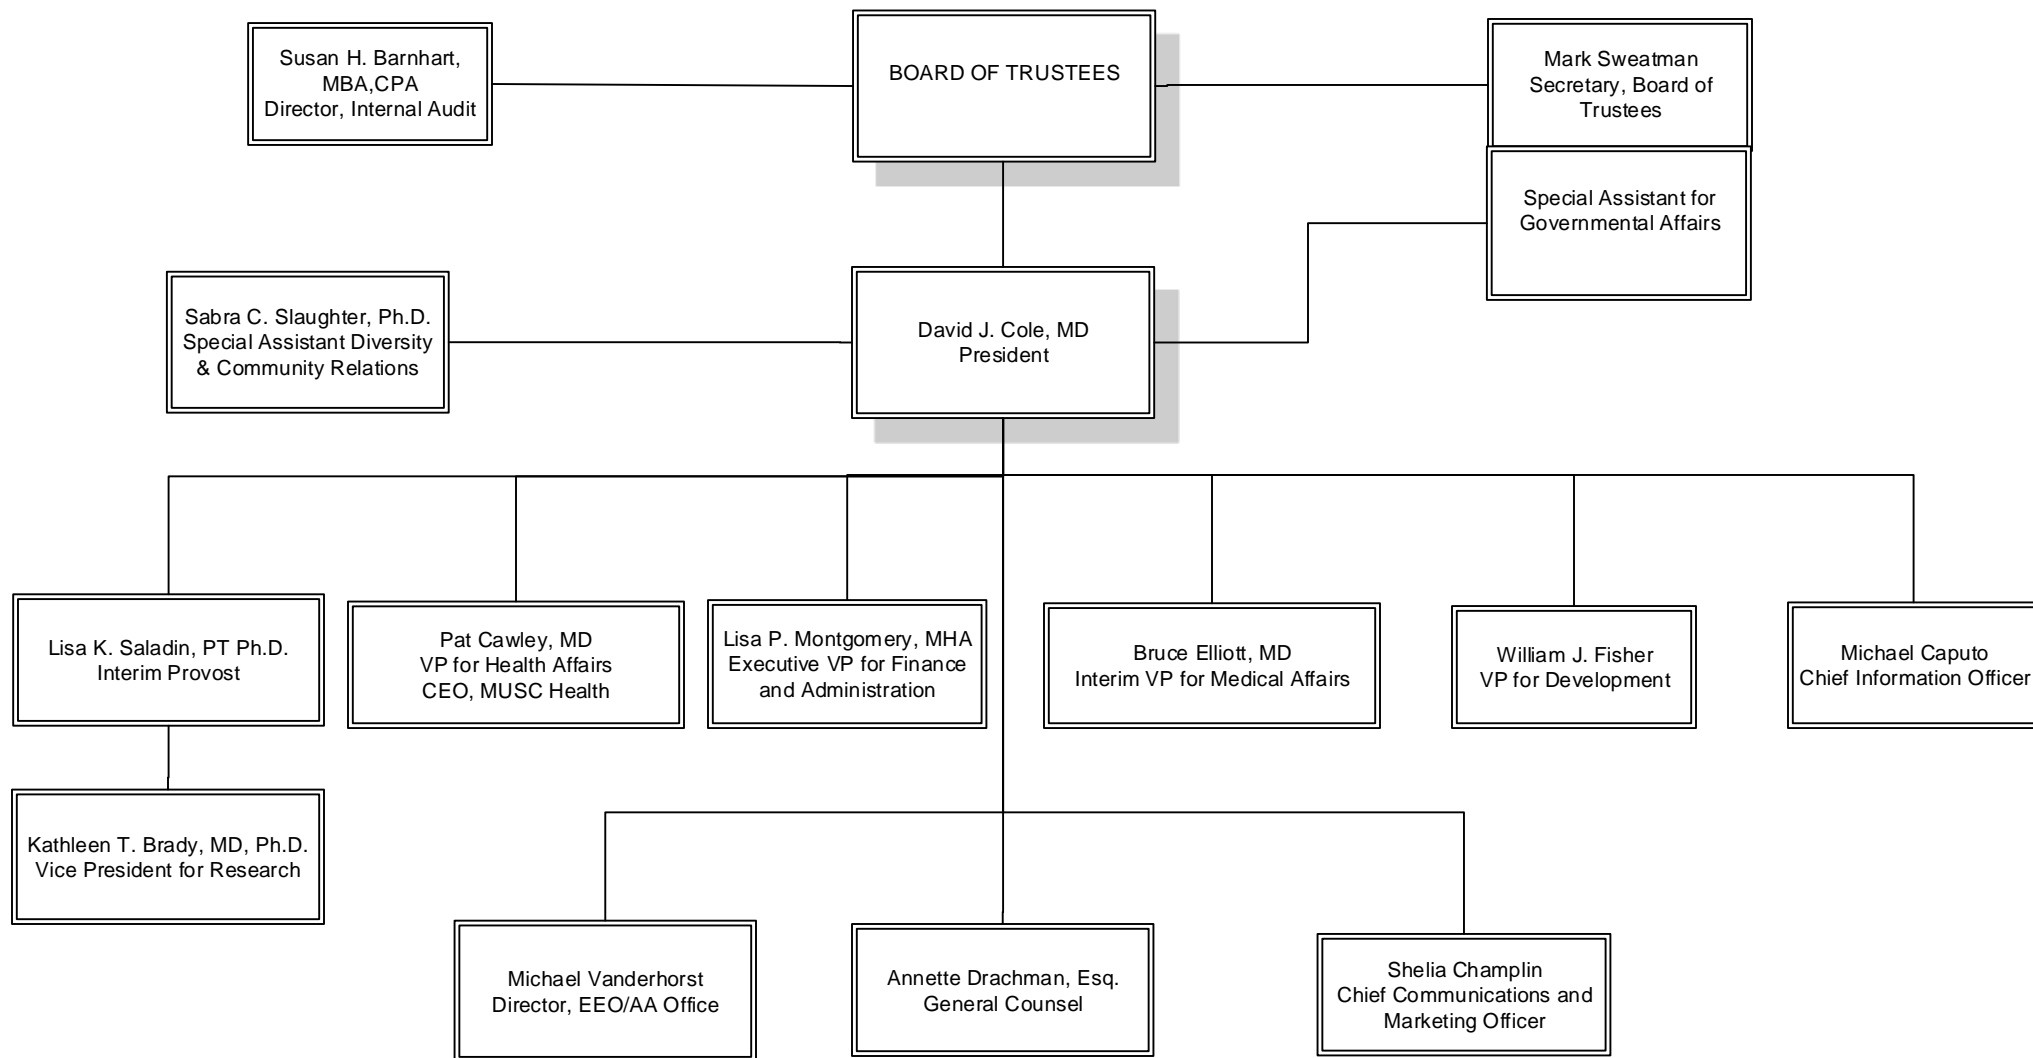 Susan H. Barnhart,
MBA,CPA
Director, Internal Audit
BOARD OF TRUSTEES
Mark Sweatman
Secretary, Board of
Trustees
Special Assistant for
Governmental Affairs
Sabra C. Slaughter, Ph.D.
Special Assistant Diversity
& Community Relations
David J. Cole, MD
President
Lisa K. Saladin, PT Ph.D.
Interim Provost
Pat Cawley, MD
VP for Health Affairs
CEO, MUSC Health
Lisa P. Montgomery, MHA
Executive VP for Finance
and Administration
Bruce Elliott, MD
Interim VP for Medical Affairs
William J. Fisher
VP for Development
Michael Caputo
Chief Information Officer
Kathleen T. Brady, MD, Ph.D.
Vice President for Research
Michael Vanderhorst
Director, EEO/AA Office
Annette Drachman, Esq.
General Counsel
Shelia Champlin
Chief Communications and
Marketing Officer